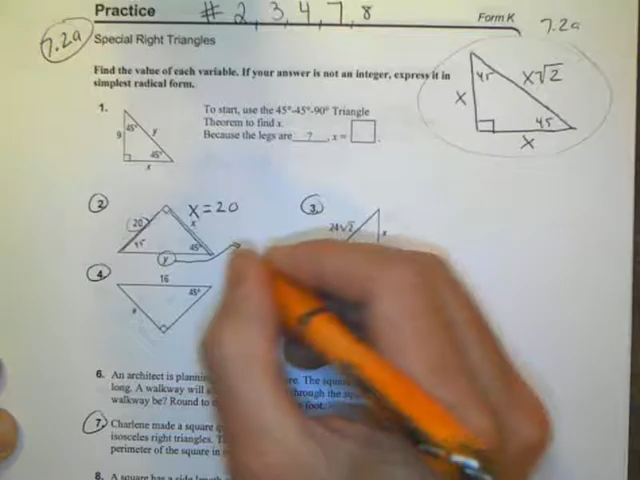 Practice # 2, 3, 4, 7, 8
Form K
7.2a
7.2a
Special Right Triangles
Find the value of each variable. If your answer is not an integer, express it in
simplest radical form.
45
x√2
x
45
x
1.
45°
9
y
45°
x
To start, use the 45°-45°-90° Triangle
Theorem to find x.
Because the legs are ? , x = .
2
20
x
X = 20
45
45°
y
3.
24√2
x
4
16
45°
6. An architect is
long. A walkway will
through the
walkway be? Round to
foot.
7. Charlene made a square
isosceles right triangles.
perimeter of the square in
8. A square has a side